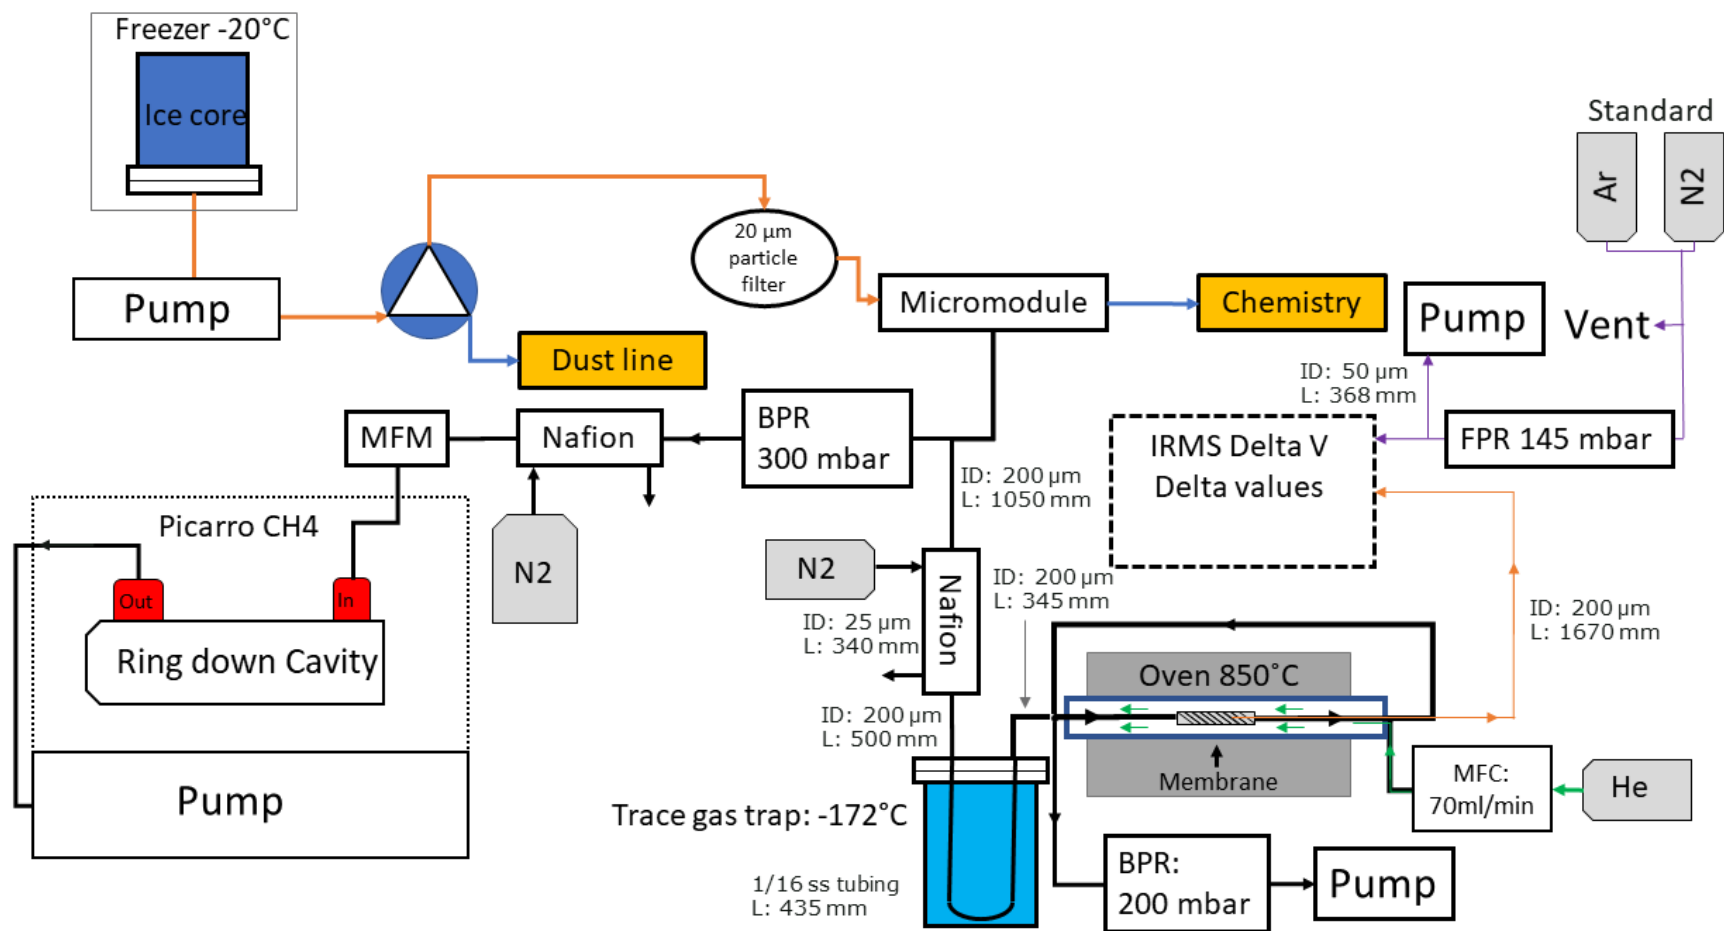 Freezer -20°C
Ice core
Pump
20 µm
particle
filter
Micromodule
Chemistry
Dust line
Standard
Ar
N2
Pump
Vent
ID: 50 µm
L: 368 mm
FPR 145 mbar
IRMS Delta V
Delta values
MFM
Nafion
BPR
300 mbar
ID: 200 µm
L: 1050 mm
Picarro CH4
N2
Out
In
Ring down Cavity
Pump
N2
Nafion
ID: 25 µm
L: 340 mm
ID: 200 µm
L: 345 mm
ID: 200 µm
L: 1670 mm
ID: 200 µm
L: 500 mm
Oven 850˚C
Membrane
MFC:
70ml/min
He
Trace gas trap: -172°C
1/16 ss tubing
L: 435 mm
BPR:
200 mbar
Pump